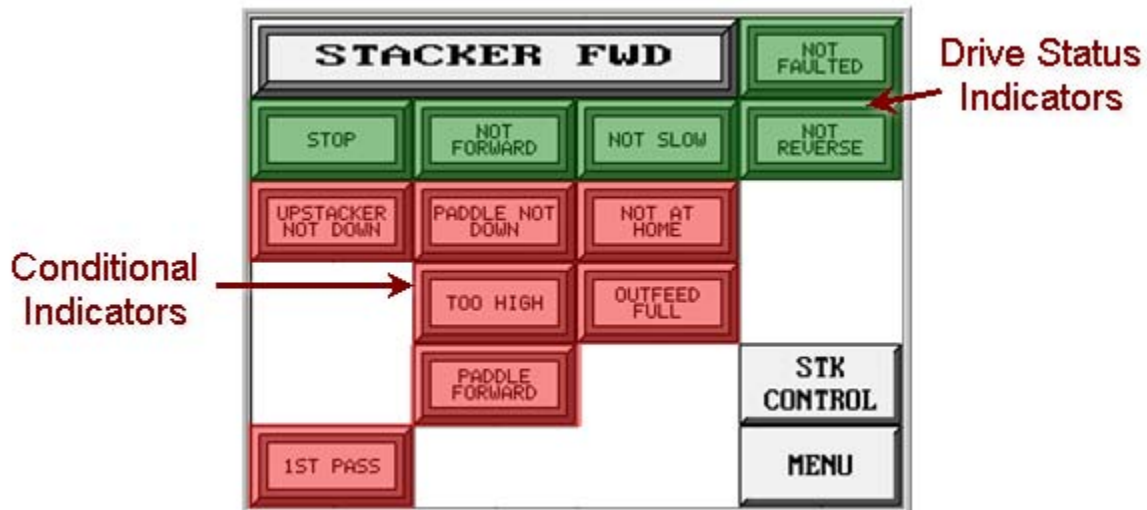 STACKER FWD
NOT
FAULTED
Drive Status
Indicators
STOP
NOT
FORWARD
NOT SLOW
NOT
REVERSE
UPSTACKER
NOT DOWN
PADDLE NOT
DOWN
NOT AT
HOME
Conditional
Indicators
TOO HIGH
OUTFEED
FULL
PADDLE
FORWARD
STK
CONTROL
1ST PASS
MENU